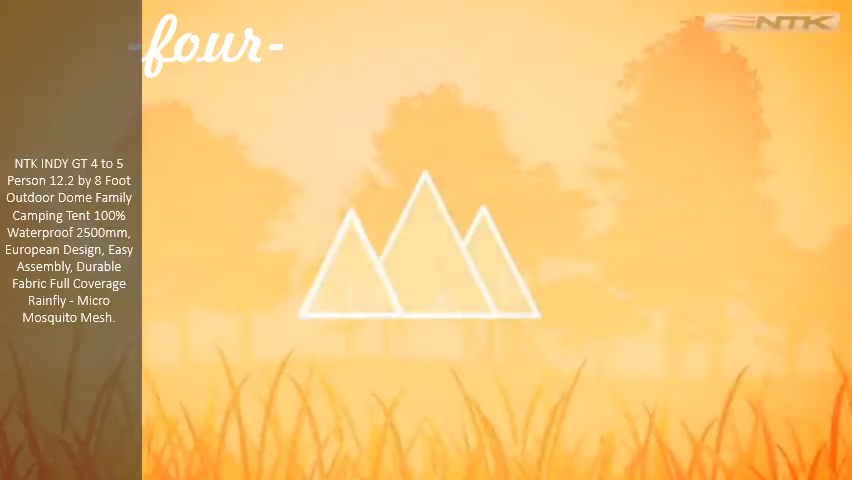 -four-
NTK
NTK INDY GT 4 to 5
Person 12.2 by 8 Foot
Outdoor Dome Family
Camping Tent 100%
Waterproof 2500mm,
European Design, Easy
Assembly, Durable
Fabric Full Coverage
Rainfly - Micro
Mosquito Mesh.